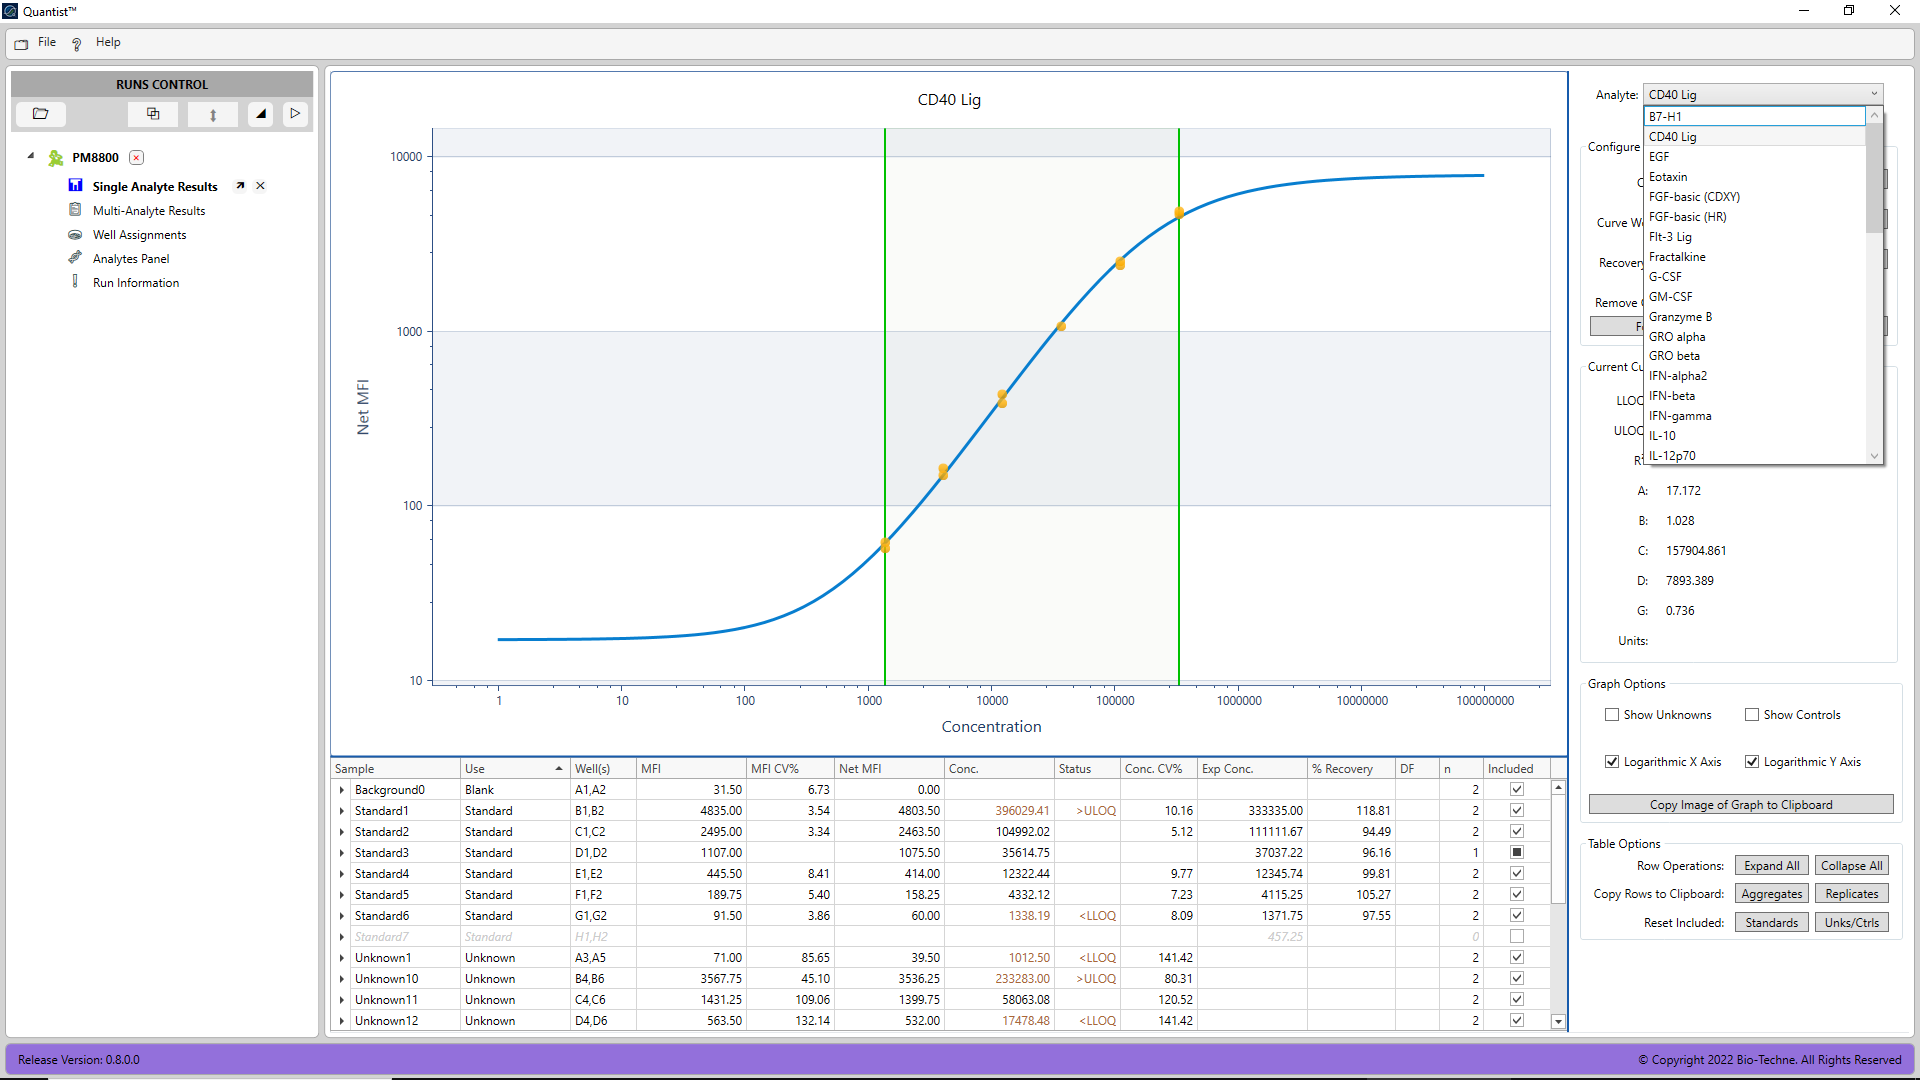 Quantist™
File Help
RUNS CONTROL
PM8800
Single Analyte Results
Multi-Analyte Results
Well Assignments
Analytes Panel
Run Information
CD40 Lig
10000
1000
100
10
Net MFI
1 10 100 1000 10000 100000 1000000 10000000 100000000
Concentration
Analyte: CD40 Lig
B7-H1
CD40 Lig
EGF
Eotaxin
FGF-basic (CDXY)
FGF-basic (HR)
Flt-3 Lig
Fractalkine
G-CSF
GM-CSF
Granzyme B
GRO alpha
GRO beta
IFN-alpha2
IFN-beta
IFN-gamma
IL-10
IL-12p70
Configure
Recovery
Remove
A: 17.172
B: 1.028
C: 157904.861
D: 7893.389
G: 0.736
Units:
Graph Options
Show Unknowns Show Controls
Logarithmic X Axis Logarithmic Y Axis
Copy Image of Graph to Clipboard
Table Options
Row Operations: Expand All Collapse All
Copy Rows to Clipboard: Aggregates Replicates
Reset Included: Standards Unks/Ctrls
Sample Use Well(s) MFI MFI CV% Net MFI Conc. Status Conc. CV% Exp Conc. % Recovery DF n Included
Background0 Blank A1,A2 31.50 6.73 0.00 2
Standard1 Standard B1,B2 4835.00 3.54 4803.50 396029.41 >ULOQ 10.16 333335.00 118.81 2
Standard2 Standard C1,C2 2495.00 3.34 2463.50 104992.02 5.12 111111.67 94.49 2
Standard3 Standard D1,D2 1107.00 1075.50 35614.75 37037.22 96.16 1
Standard4 Standard E1,E2 445.50 8.41 414.00 12322.44 9.77 12345.74 99.81 2
Standard5 Standard F1,F2 189.75 5.40 158.25 4332.12 7.23 4115.25 105.27 2
Standard6 Standard G1,G2 91.50 3.86 60.00 1338.19 <LLOQ 8.09 1371.75 97.55 2
Standard7 Standard H1,H2 457.25 0
Unknown1 Unknown A3,A5 71.00 85.65 39.50 1012.50 <LLOQ 141.42 2
Unknown10 Unknown B4,B6 3567.75 45.10 3536.25 233283.00 >ULOQ 80.31 2
Unknown11 Unknown C4,C6 1431.25 109.06 1399.75 58063.08 120.52 2
Unknown12 Unknown D4,D6 563.50 132.14 532.00 17478.48 <LLOQ 141.42 2
Release Version: 0.8.0.0
© Copyright 2022 Bio-Techne. All Rights Reserved